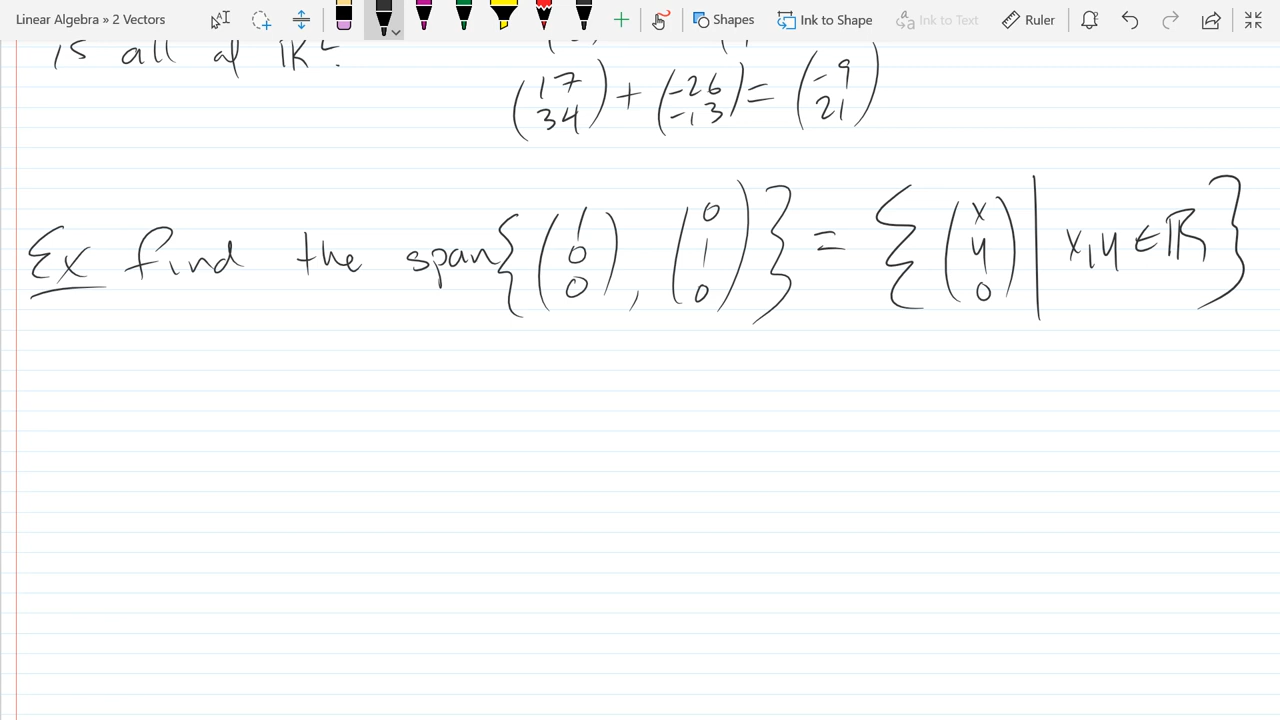 Linear Algebra » 2 Vectors
Shapes Ink to Shape Ink to Text Ruler
is all of ℝ².
(17 34) + (-26 -13) = (-9 21)
Ex find the span{(1 0 0), (0 1 0)} = {(x y 0) | x,y ∈ ℝ}